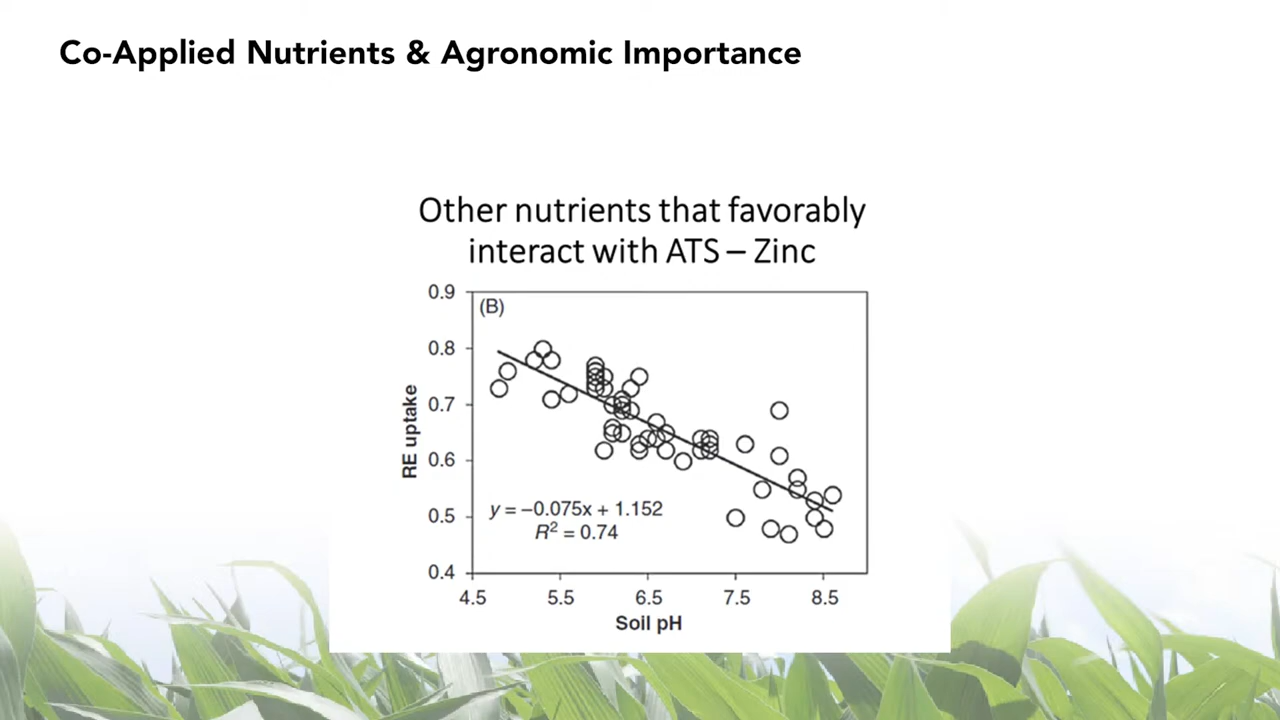 Co-Applied Nutrients & Agronomic Importance
Other nutrients that favorably
interact with ATS – Zinc
(B)
0.9
0.8
0.7
0.6
0.5
0.4
RE uptake
y = −0.075x + 1.152
R² = 0.74
4.5 5.5 6.5 7.5 8.5
Soil pH